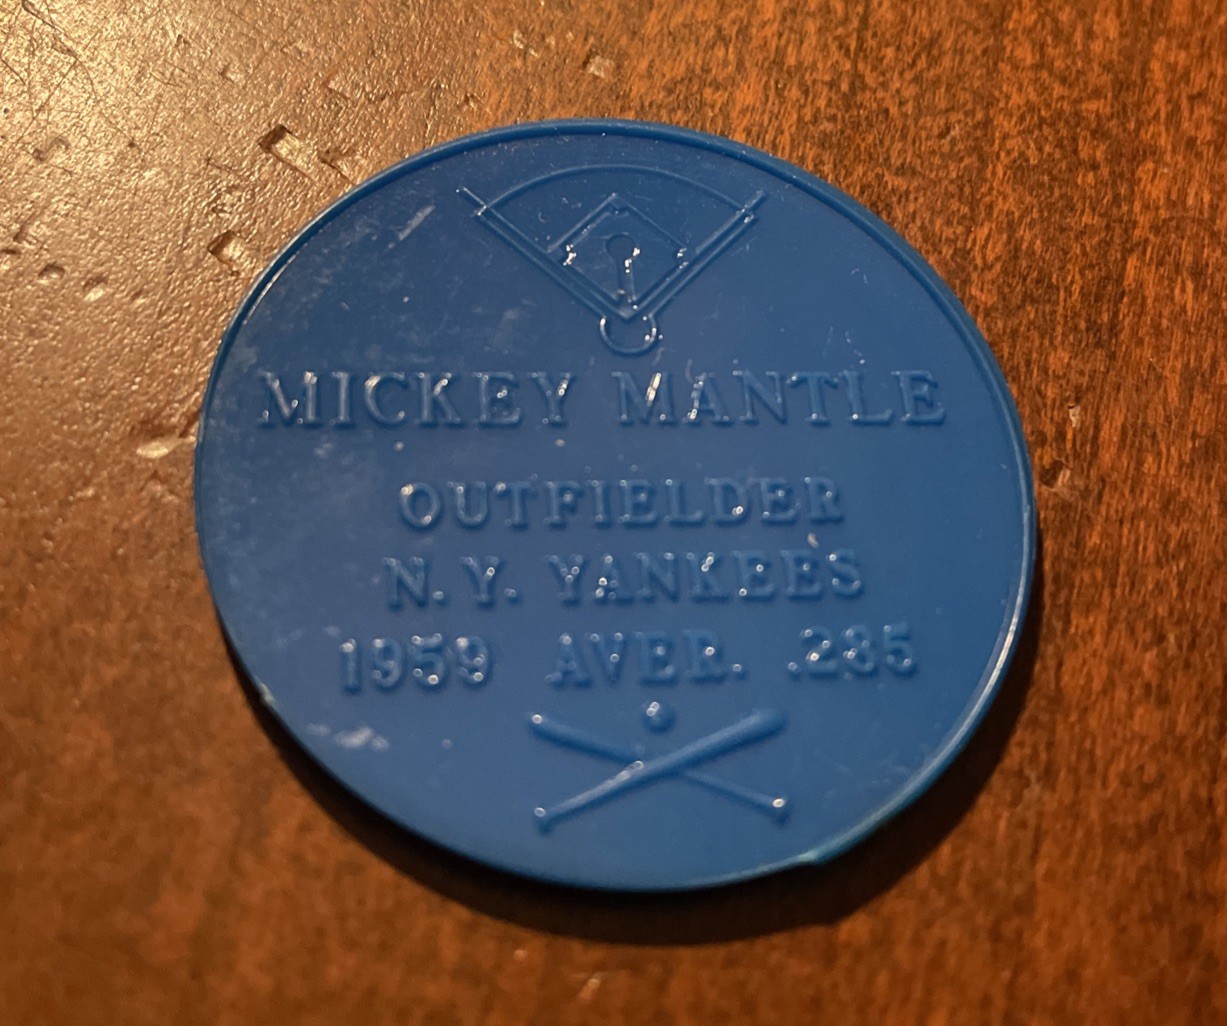 MICKEY MANTLE
OUTFIELDER
N.Y. YANKEES
1959 AVER. .285